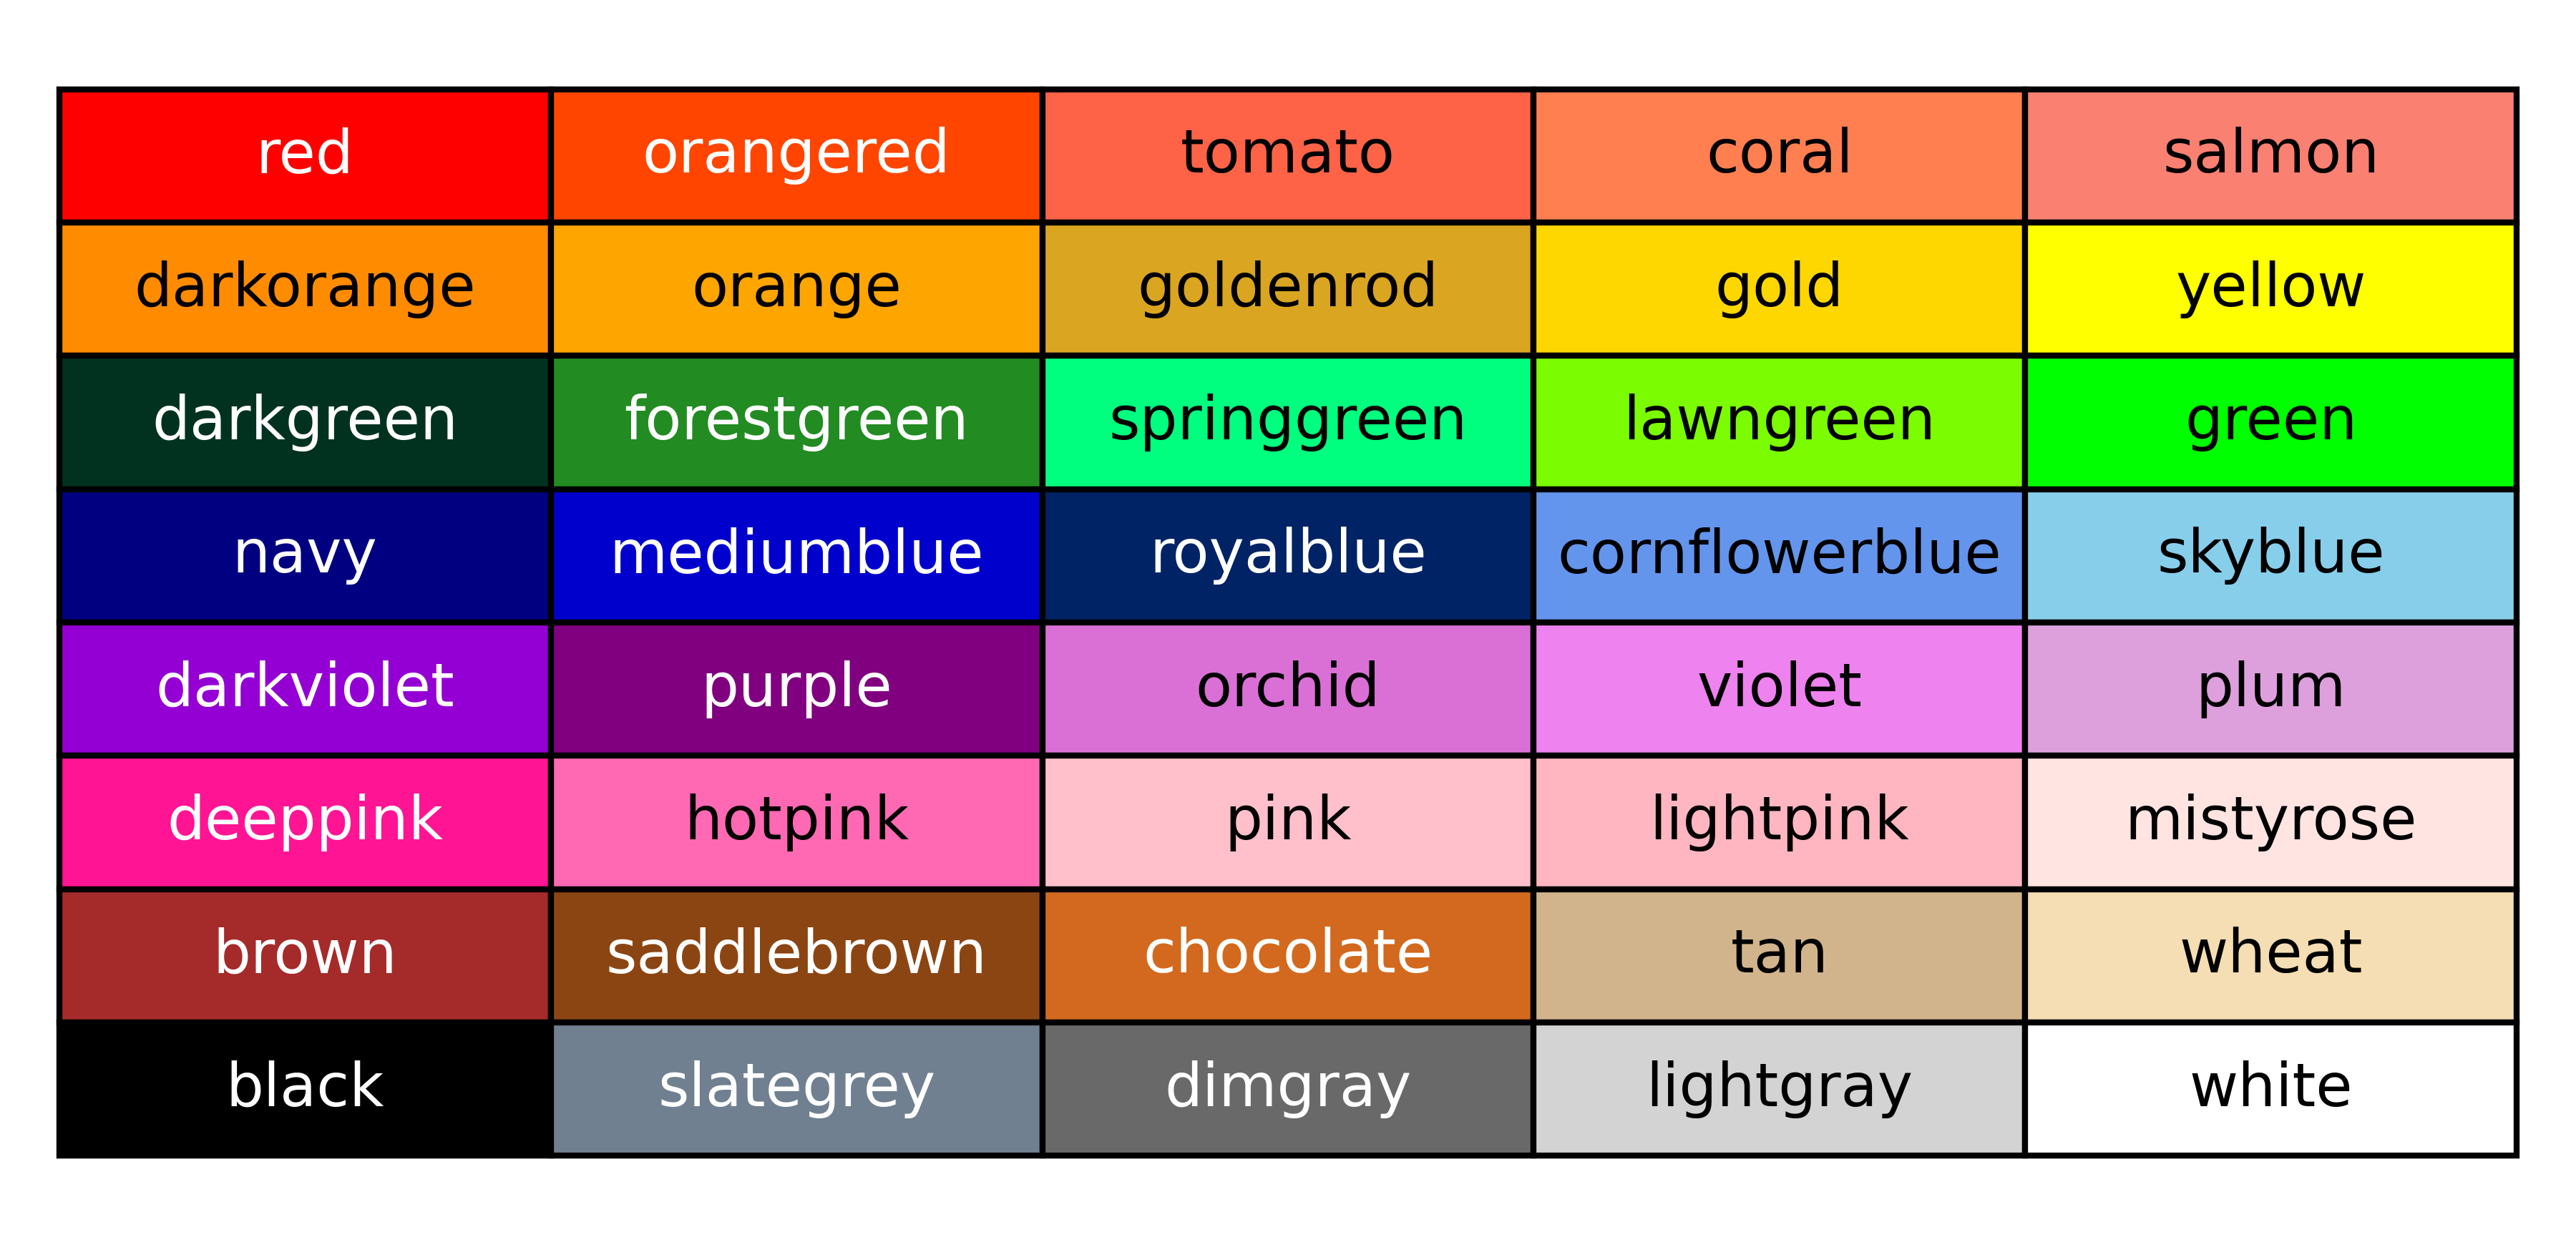 red orangered tomato coral salmon
darkorange orange goldenrod gold yellow
darkgreen forestgreen springgreen lawngreen green
navy mediumblue royalblue cornflowerblue skyblue
darkviolet purple orchid violet plum
deeppink hotpink pink lightpink mistyrose
brown saddlebrown chocolate tan wheat
black slategrey dimgray lightgray white